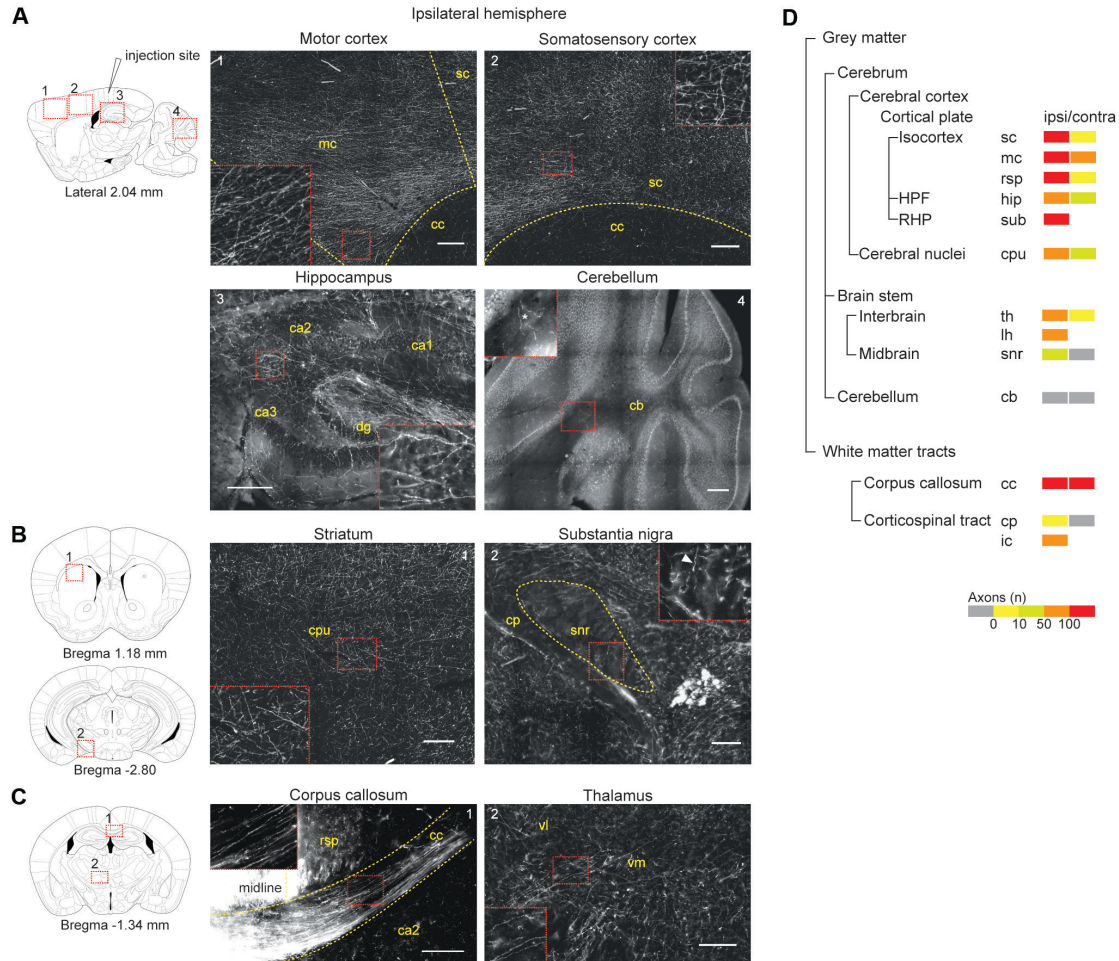 A
Ipsilateral hemisphere
injection site
1
2
3
4
Lateral 2.04 mm
Motor cortex
1
sc
mc
cc
Somatosensory cortex
2
sc
cc
Hippocampus
3
ca2
ca1
ca3
dg
Cerebellum
4
*
cb
B
1
Bregma 1.18 mm
2
Bregma -2.80
Striatum
1
cpu
Substantia nigra
2
cp
snr
C
1
2
Bregma -1.34 mm
Corpus callosum
1
rsp
cc
midline
ca2
Thalamus
2
vl
vm
D
Grey matter
Cerebrum
Cerebral cortex
Cortical plate ipsi/contra
Isocortex sc
mc
rsp
HPF hip
RHP sub
Cerebral nuclei cpu
Brain stem
Interbrain th
lh
Midbrain snr
Cerebellum cb
White matter tracts
Corpus callosum cc
Corticospinal tract cp
ic
Axons (n)
0 10 50 100